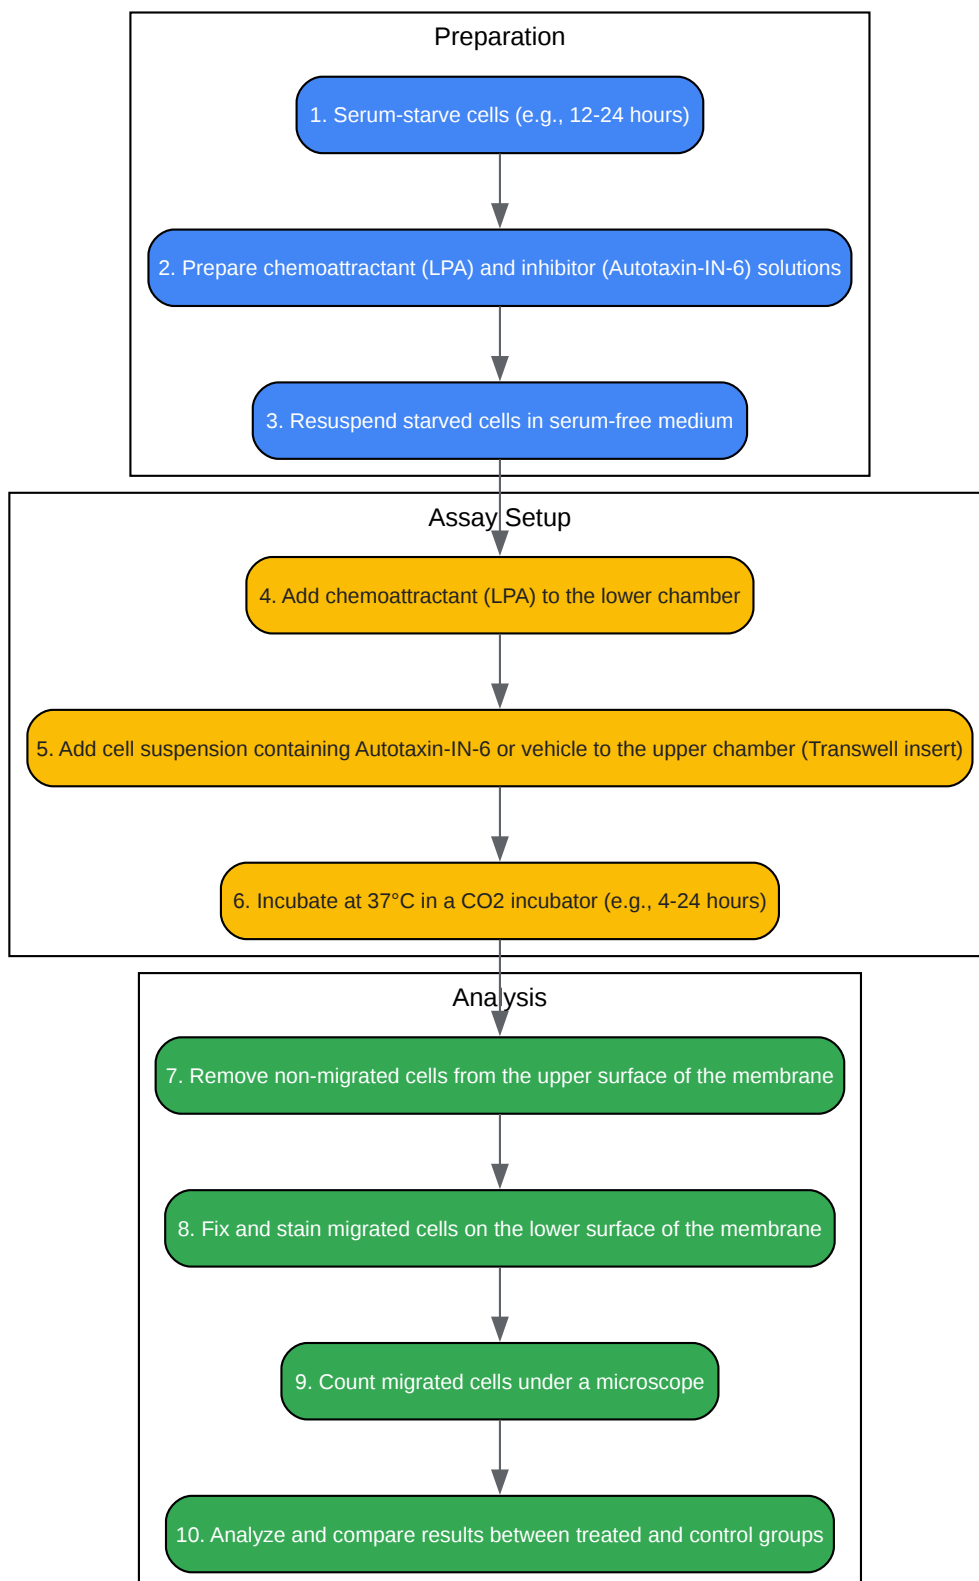 Preparation
1. Serum-starve cells (e.g., 12-24 hours)
2. Prepare chemoattractant (LPA) and inhibitor (Autotaxin-IN-6) solutions
3. Resuspend starved cells in serum-free medium
Assay Setup
4. Add chemoattractant (LPA) to the lower chamber
5. Add cell suspension containing Autotaxin-IN-6 or vehicle to the upper chamber (Transwell insert)
6. Incubate at 37°C in a CO2 incubator (e.g., 4-24 hours)
Analysis
7. Remove non-migrated cells from the upper surface of the membrane
8. Fix and stain migrated cells on the lower surface of the membrane
9. Count migrated cells under a microscope
10. Analyze and compare results between treated and control groups